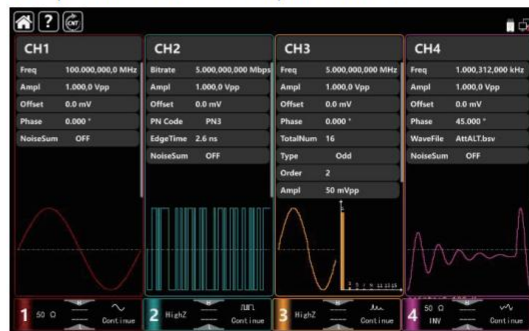 ? CNT
CH1
Freq 100.000,000,0 MHz
Ampl 1.000,0 Vpp
Offset 0.0 mV
Phase 0.000 °
NoiseSum OFF
CH2
Bitrate 5.000,000,000 Mbps
Ampl 1.000,0 Vpp
Offset 0.0 mV
PN Code PN3
EdgeTime 2.6 ns
NoiseSum OFF
CH3
Freq 5.000,000,000 MHz
Ampl 1.000,0 Vpp
Offset 0.0 mV
Phase 0.000 °
TotalNum 16
Type Odd
Order 2
Ampl 50 mVpp
CH4
Freq 1.000,312,000 kHz
Ampl 1.000,0 Vpp
Offset 0.0 mV
Phase 45.000 °
WaveFile AttALT.bsv
NoiseSum OFF
1 50 Ω Continue
2 HighZ Continue
3 HighZ Continue
4 50 Ω INV Continue